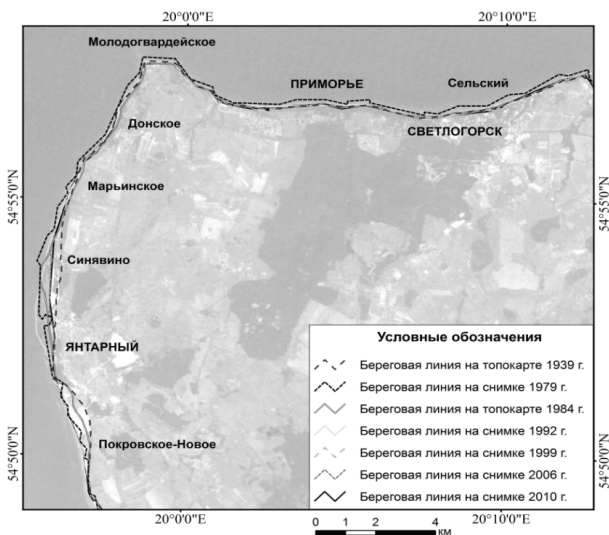 20°0'0"E
20°10'0"E
Молодогвардейское
ПРИМОРЬЕ
Сельский
Донское
СВЕТЛОГОРСК
Марьинское
54°55'0"N
54°55'0"N
Синявино
ЯНТАРНЫЙ
Покровское-Новое
54°50'0"N
54°50'0"N
Условные обозначения
Береговая линия на топокарте 1939 г.
Береговая линия на снимке 1979 г.
Береговая линия на топокарте 1984 г.
Береговая линия на снимке 1992 г.
Береговая линия на снимке 1999 г.
Береговая линия на снимке 2006 г.
Береговая линия на снимке 2010 г.
20°0'0"E
20°10'0"E
0 1 2 4
км